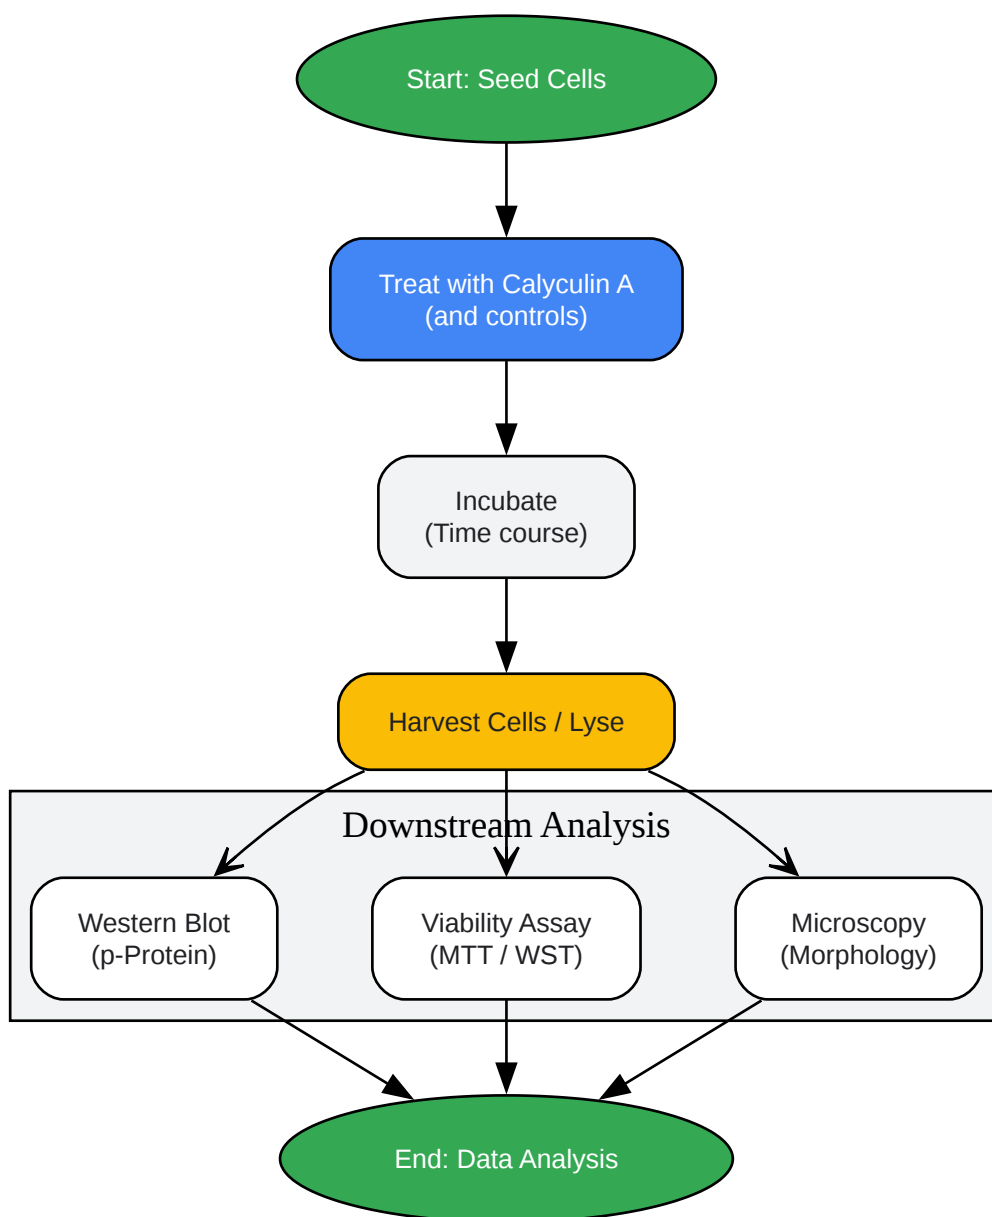 Start: Seed Cells
Treat with Calyculin A
(and controls)
Incubate
(Time course)
Harvest Cells / Lyse
Downstream Analysis
Western Blot
(p-Protein)
Viability Assay
(MTT / WST)
Microscopy
(Morphology)
End: Data Analysis